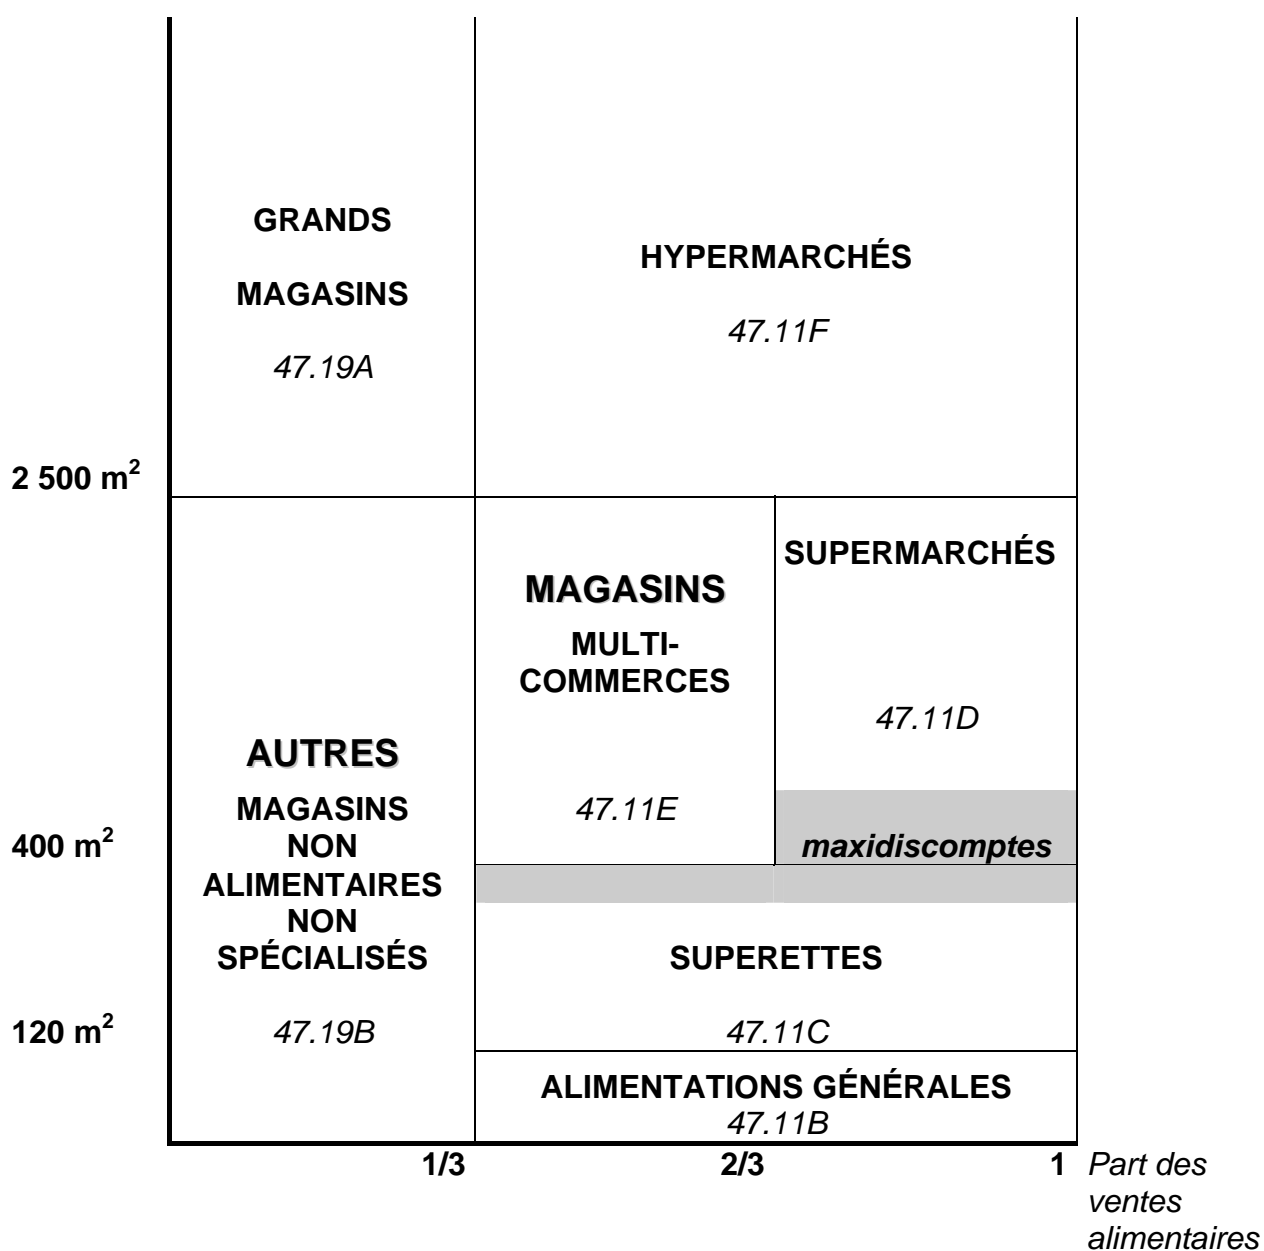 GRANDS
MAGASINS
47.19A
HYPERMARCHÉS
47.11F
2 500 m²
SUPERMARCHÉS
47.11D
MAGASINS
MULTI-
COMMERCES
47.11E
AUTRES
MAGASINS
NON
ALIMENTAIRES
NON
SPÉCIALISÉS
47.19B
400 m²
maxidiscomptes
SUPERETTES
47.11C
120 m²
ALIMENTATIONS GÉNÉRALES
47.11B
1/3
2/3
1
Part des
ventes
alimentaires